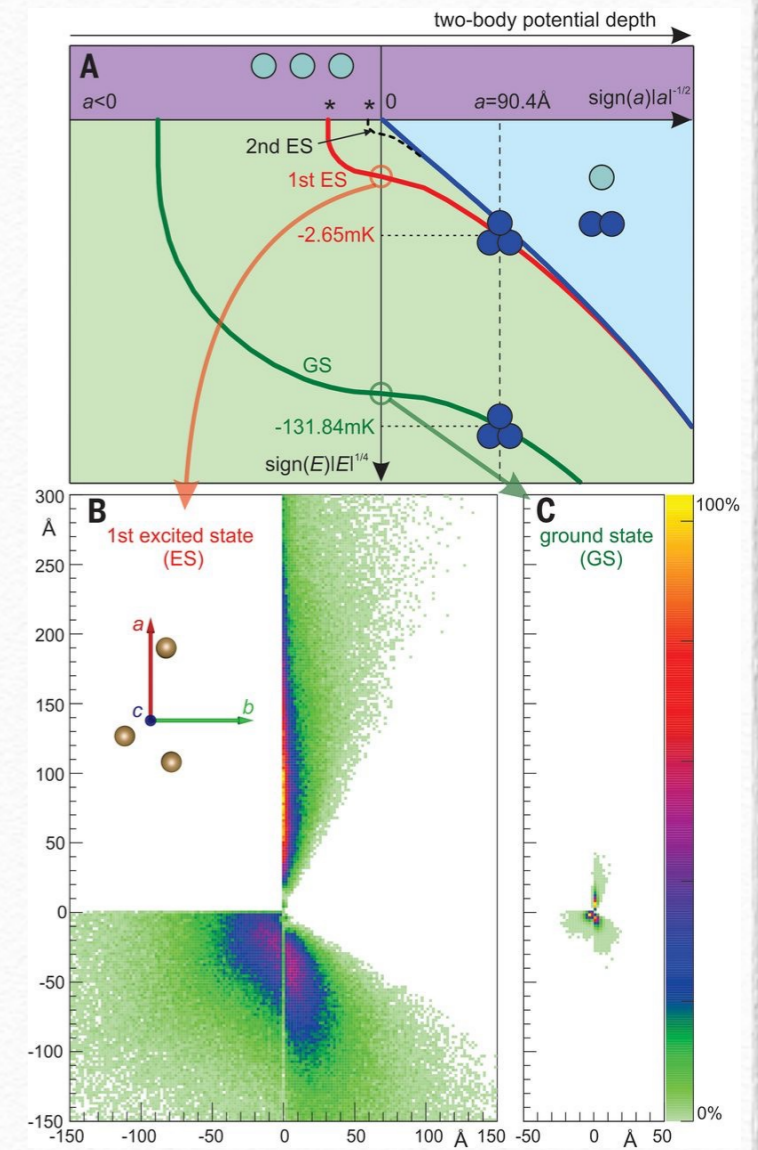 two-body potential depth
A
a<0
* *
0
a=90.4Å
sign(a)|a|⁻¹/²
2nd ES
1st ES
-2.65mK
GS
-131.84mK
sign(E)|E|¹/⁴
B
1st excited state
(ES)
a
c
b
300
Å
250
200
150
100
50
0
-50
-100
-150
-150 -100 -50 0 50 100 Å 150
C
ground state
(GS)
100%
0%
-50 0 Å 50